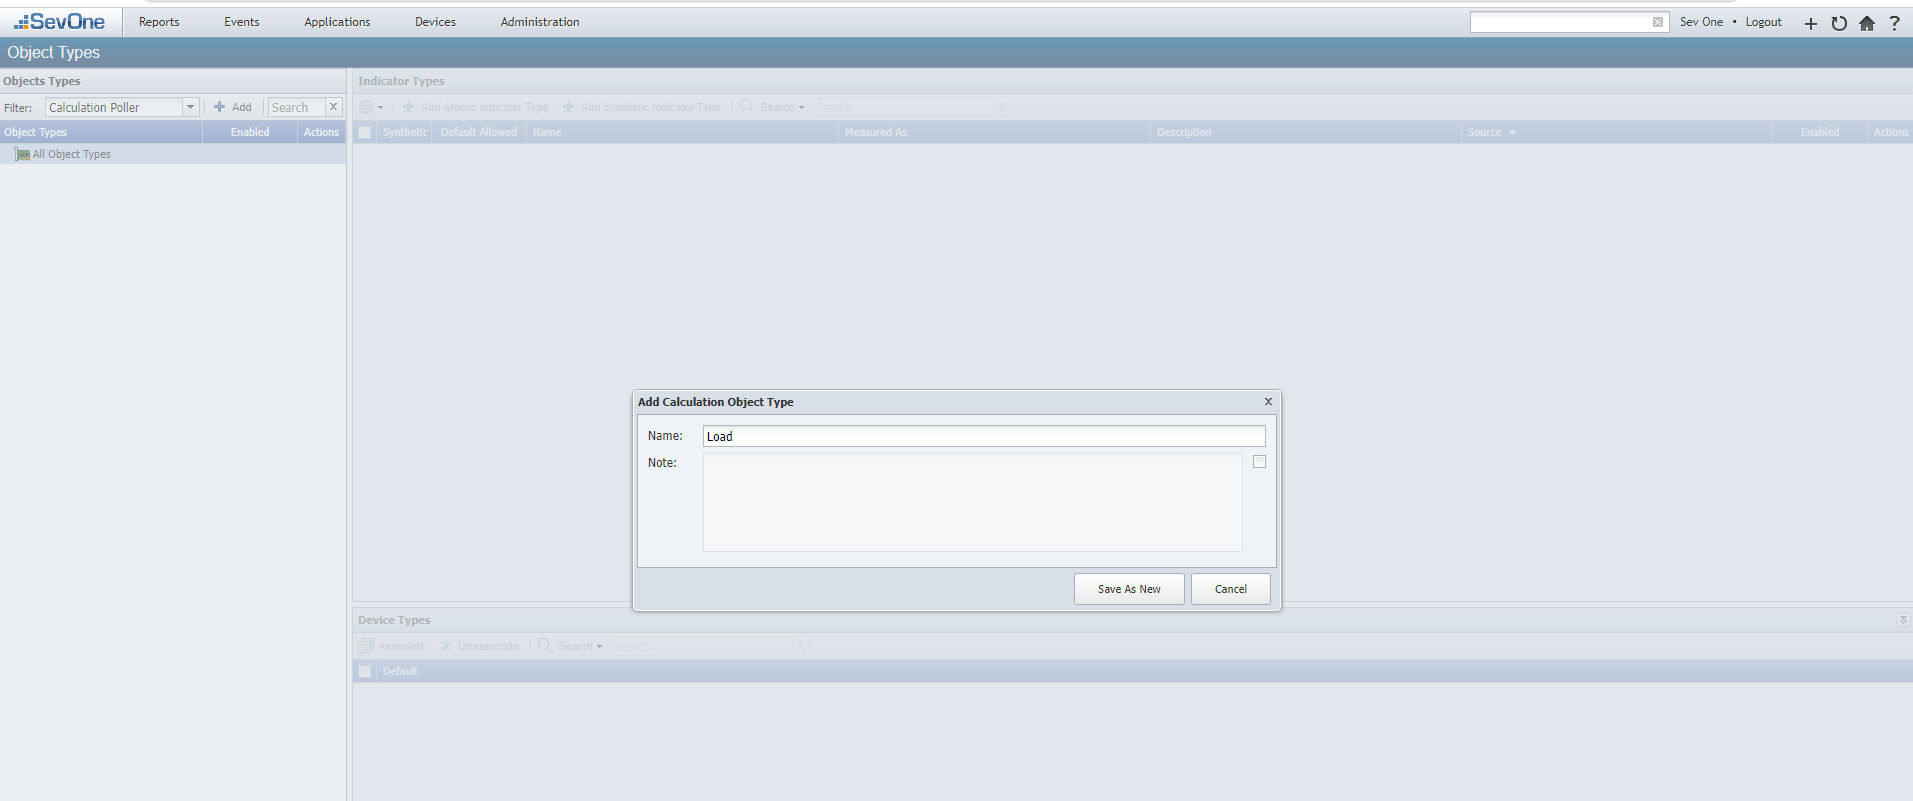 SevOne Reports Events Applications Devices Administration Sev One • Logout + ?
Object Types
Objects Types
Filter: Calculation Poller + Add Search X
Object Types Enabled Actions
All Object Types
Indicator Types
+ Add Atomic Indicator Type + Add Synthetic Indicator Type Search Search X
Synthetic Default Allowed Name Measured As Description Source Enabled Actions
Add Calculation Object Type x
Name: Load
Note:
Save As New Cancel
Device Types
Associate X Unassociate Search Search X
Default